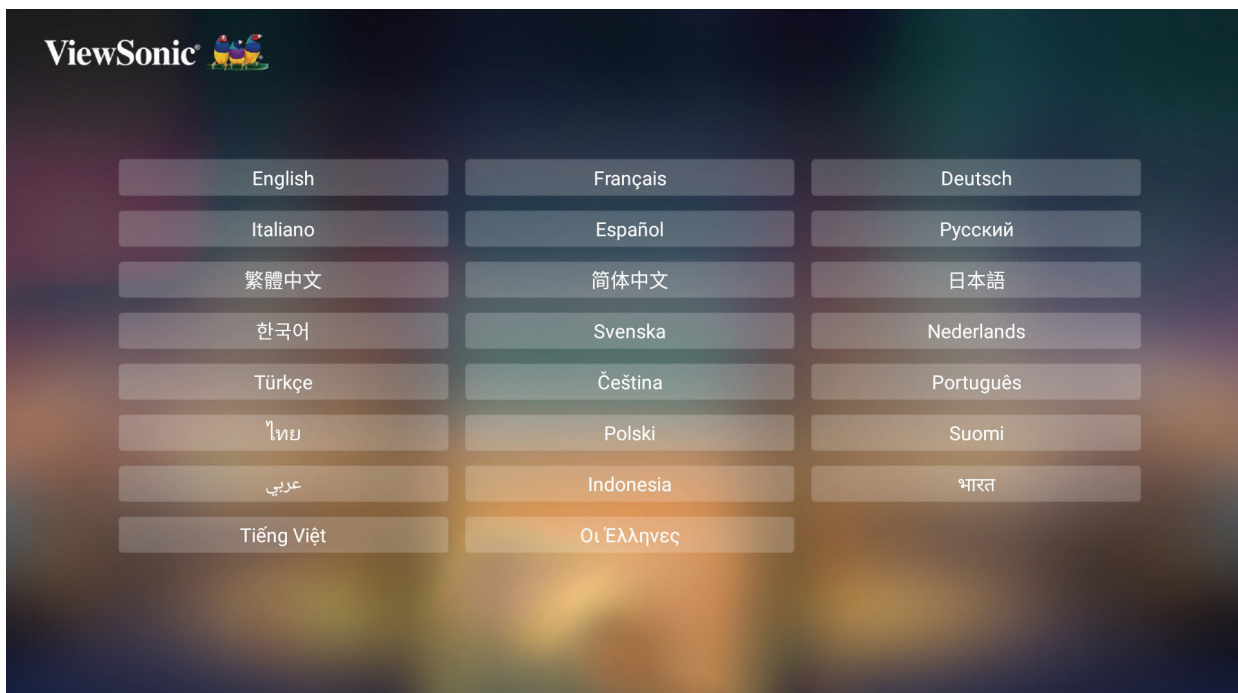 ViewSonic®
English Français Deutsch
Italiano Español Русский
繁體中文 简体中文 日本語
한국어 Svenska Nederlands
Türkçe Čeština Português
ไทย Polski Suomi
عربي Indonesia भारत
Tiếng Việt Οι Έλληνες